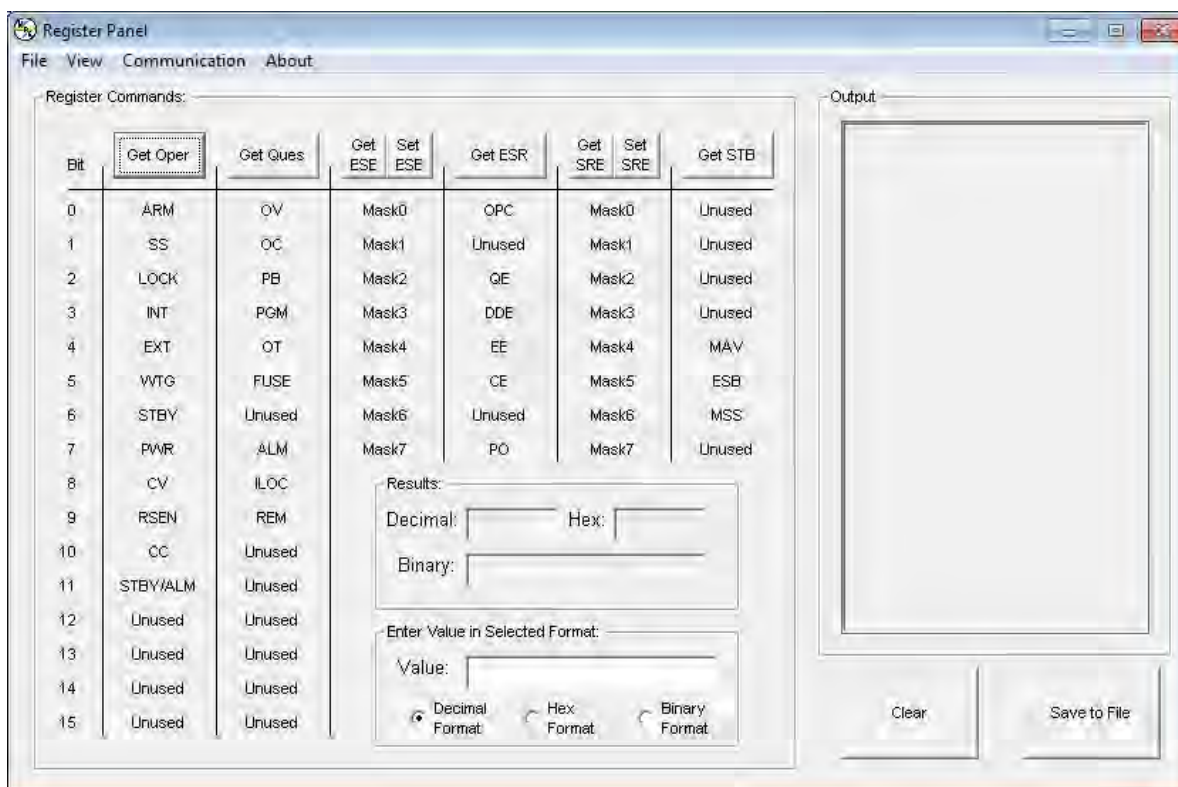 Register Panel
File View Communication About
Register Commands: Output
Bit Get Oper Get Ques Get ESE Set ESE Get ESR Get SRE Set SRE Get STB
0 ARM OV Mask0 OPC Mask0 Unused
1 SS OC Mask1 Unused Mask1 Unused
2 LOCK PB Mask2 QE Mask2 Unused
3 INT PGM Mask3 DDE Mask3 Unused
4 EXT OT Mask4 EE Mask4 MAV
5 WTG FUSE Mask5 CE Mask5 ESB
6 STBY Unused Mask6 Unused Mask6 MSS
7 PWR ALM Mask7 PO Mask7 Unused
8 CV ILOC
9 RSEN REM
10 CC Unused
11 STBY/ALM Unused
12 Unused Unused
13 Unused Unused
14 Unused Unused
15 Unused Unused
Results:
Decimal: Hex:
Binary:
Enter Value in Selected Format:
Value:
Decimal Format Hex Format Binary Format
Clear Save to File